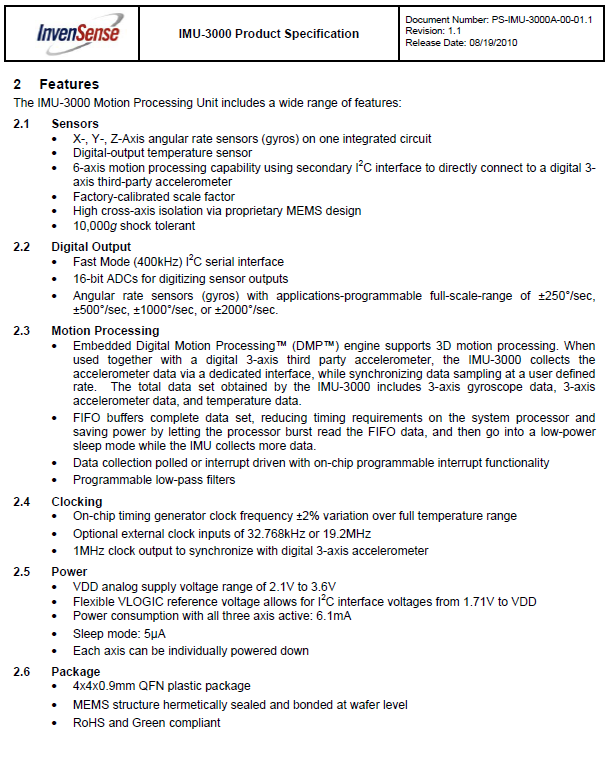 InvenSense
IMU-3000 Product Specification
Document Number: PS-IMU-3000A-00-01.1
Revision: 1.1
Release Date: 08/19/2010
2 Features
The IMU-3000 Motion Processing Unit includes a wide range of features:
2.1 Sensors
• X-, Y-, Z-Axis angular rate sensors (gyros) on one integrated circuit
• Digital-output temperature sensor
• 6-axis motion processing capability using secondary I²C interface to directly connect to a digital 3-
axis third-party accelerometer
• Factory-calibrated scale factor
• High cross-axis isolation via proprietary MEMS design
• 10,000g shock tolerant
2.2 Digital Output
• Fast Mode (400kHz) I²C serial interface
• 16-bit ADCs for digitizing sensor outputs
• Angular rate sensors (gyros) with applications-programmable full-scale-range of ±250°/sec,
±500°/sec, ±1000°/sec, or ±2000°/sec.
2.3 Motion Processing
• Embedded Digital Motion Processing™ (DMP™) engine supports 3D motion processing. When
used together with a digital 3-axis third party accelerometer, the IMU-3000 collects the
accelerometer data via a dedicated interface, while synchronizing data sampling at a user defined
rate. The total data set obtained by the IMU-3000 includes 3-axis gyroscope data, 3-axis
accelerometer data, and temperature data.
• FIFO buffers complete data set, reducing timing requirements on the system processor and
saving power by letting the processor burst read the FIFO data, and then go into a low-power
sleep mode while the IMU collects more data.
• Data collection polled or interrupt driven with on-chip programmable interrupt functionality
• Programmable low-pass filters
2.4 Clocking
• On-chip timing generator clock frequency ±2% variation over full temperature range
• Optional external clock inputs of 32.768kHz or 19.2MHz
• 1MHz clock output to synchronize with digital 3-axis accelerometer
2.5 Power
• VDD analog supply voltage range of 2.1V to 3.6V
• Flexible VLOGIC reference voltage allows for I²C interface voltages from 1.71V to VDD
• Power consumption with all three axis active: 6.1mA
• Sleep mode: 5μA
• Each axis can be individually powered down
2.6 Package
• 4x4x0.9mm QFN plastic package
• MEMS structure hermetically sealed and bonded at wafer level
• RoHS and Green compliant